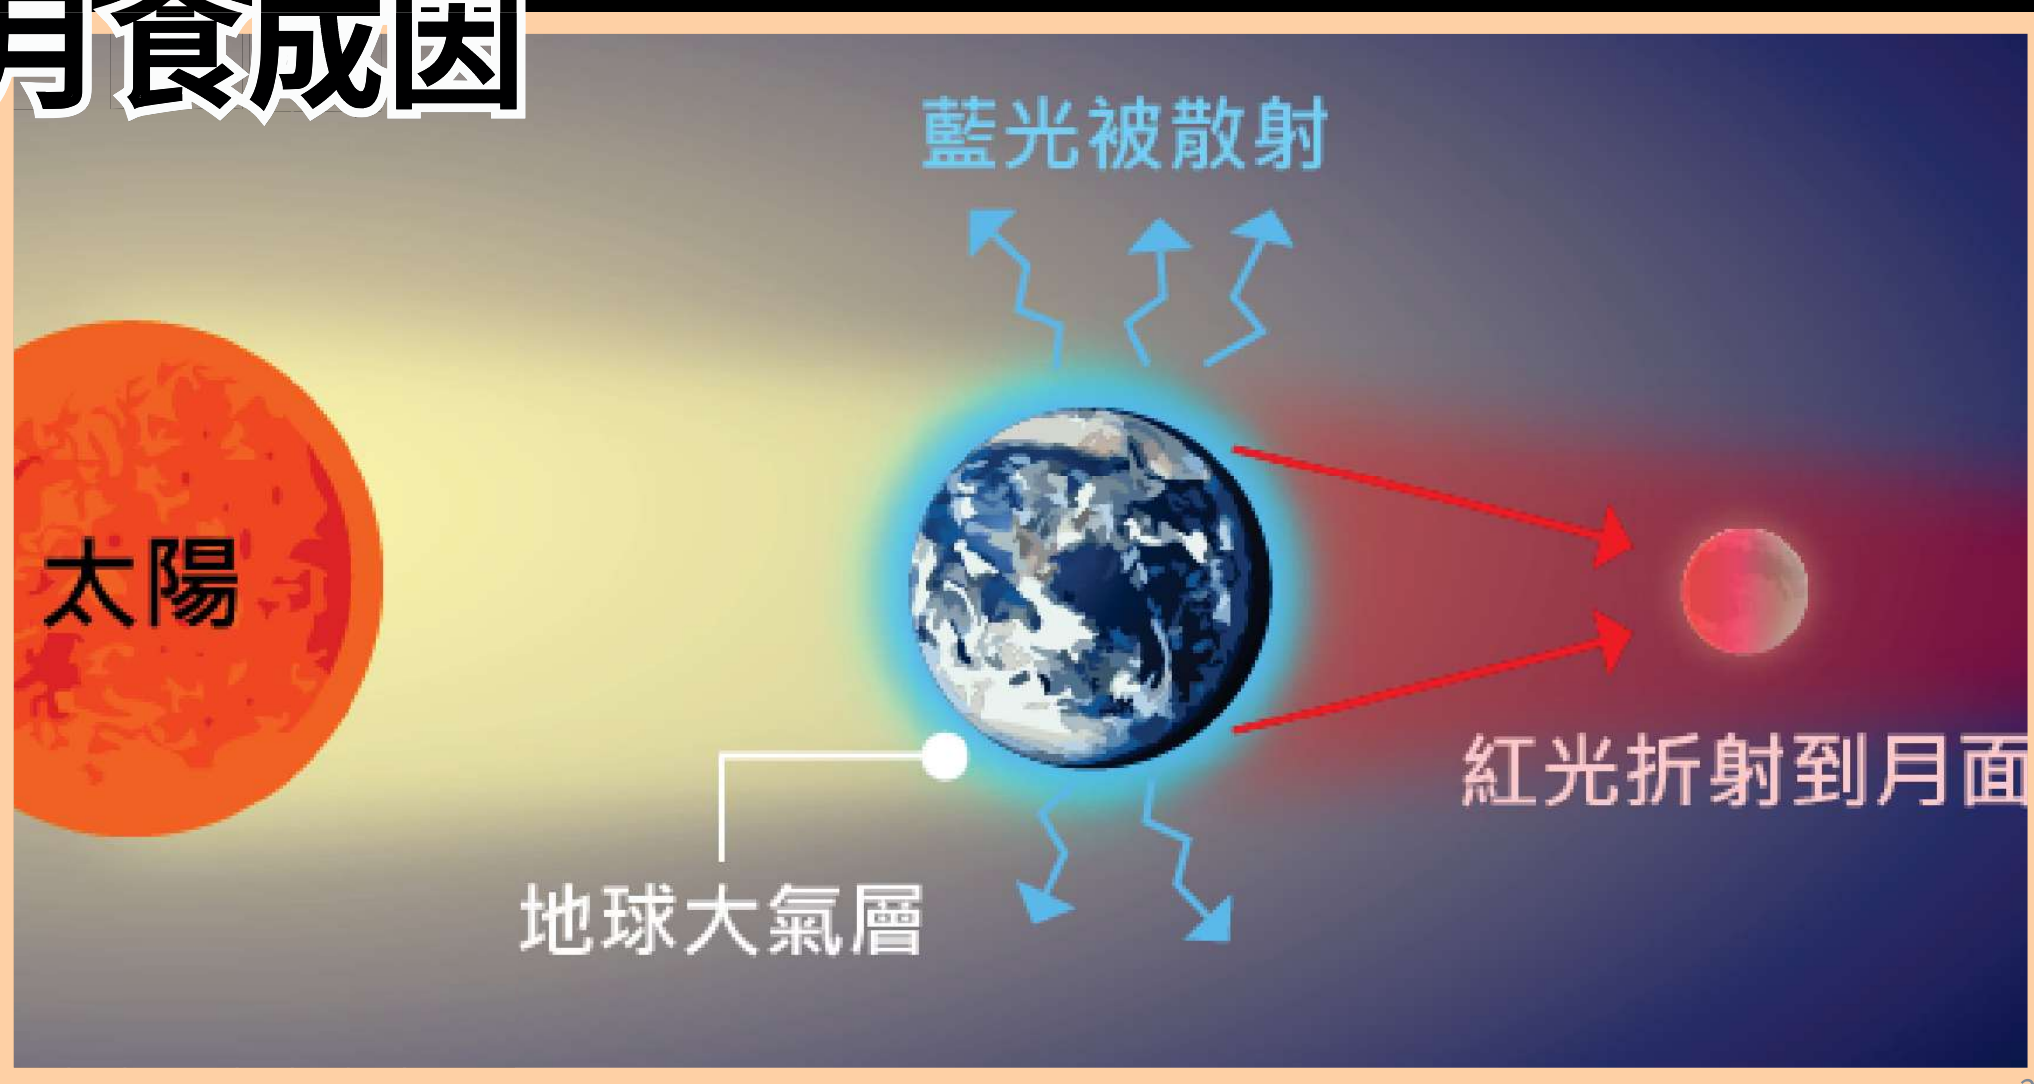 月食成因
藍光被散射
太陽
紅光折射到月面
地球大氣層